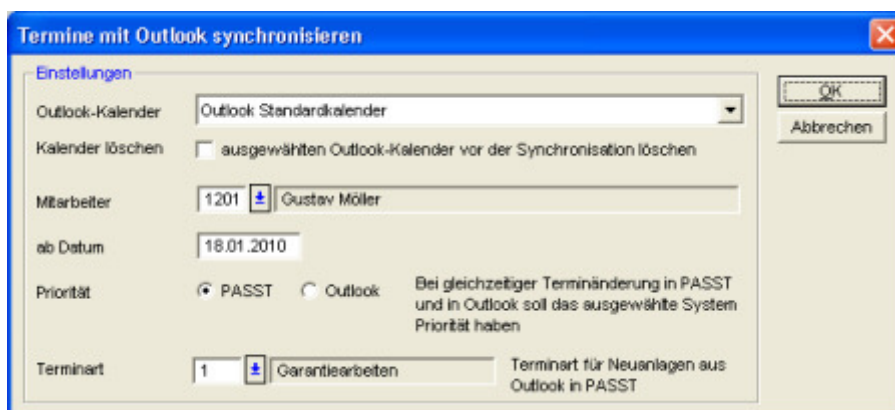 Termine mit Outlook synchronisieren
Einstellungen
OK
Outlook-Kalender
Outlook Standardkalender
Abbrechen
Kalender löschen
ausgewählten Outlook-Kalender vor der Synchronisation löschen
Mitarbeiter
1201 Gustav Möller
ab Datum
18.01.2010
Priorität
PASST Outlook
Bei gleichzeitiger Terminänderung in PASST
und in Outlook soll das ausgewählte System
Priorität haben
Terminart
1 Garantiearbeiten
Terminart für Neuanlagen aus
Outlook in PASST